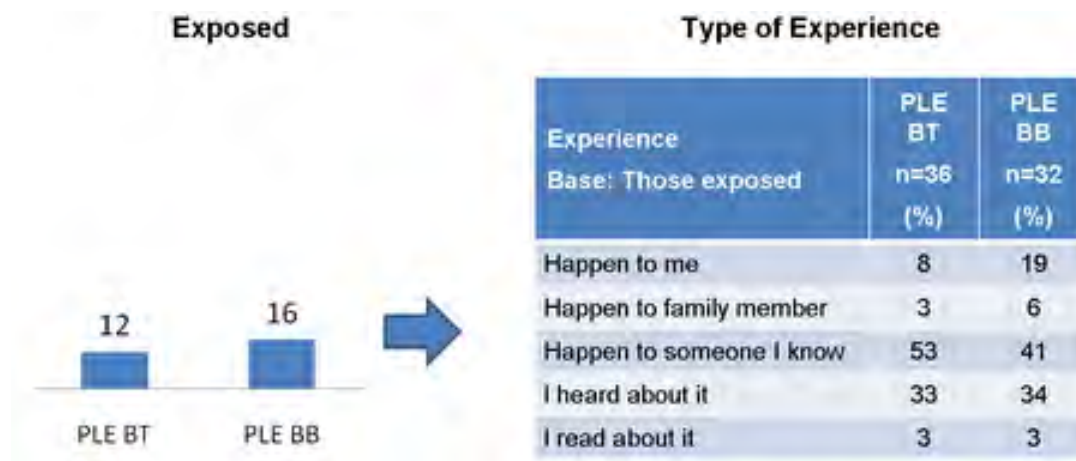 Exposed
12
16
PLE BT
PLE BB
Type of Experience
Experience
Base: Those exposed
PLE
BT
n=36
(%)
PLE
BB
n=32
(%)
Happen to me 8 19
Happen to family member 3 6
Happen to someone I know 53 41
I heard about it 33 34
I read about it 3 3